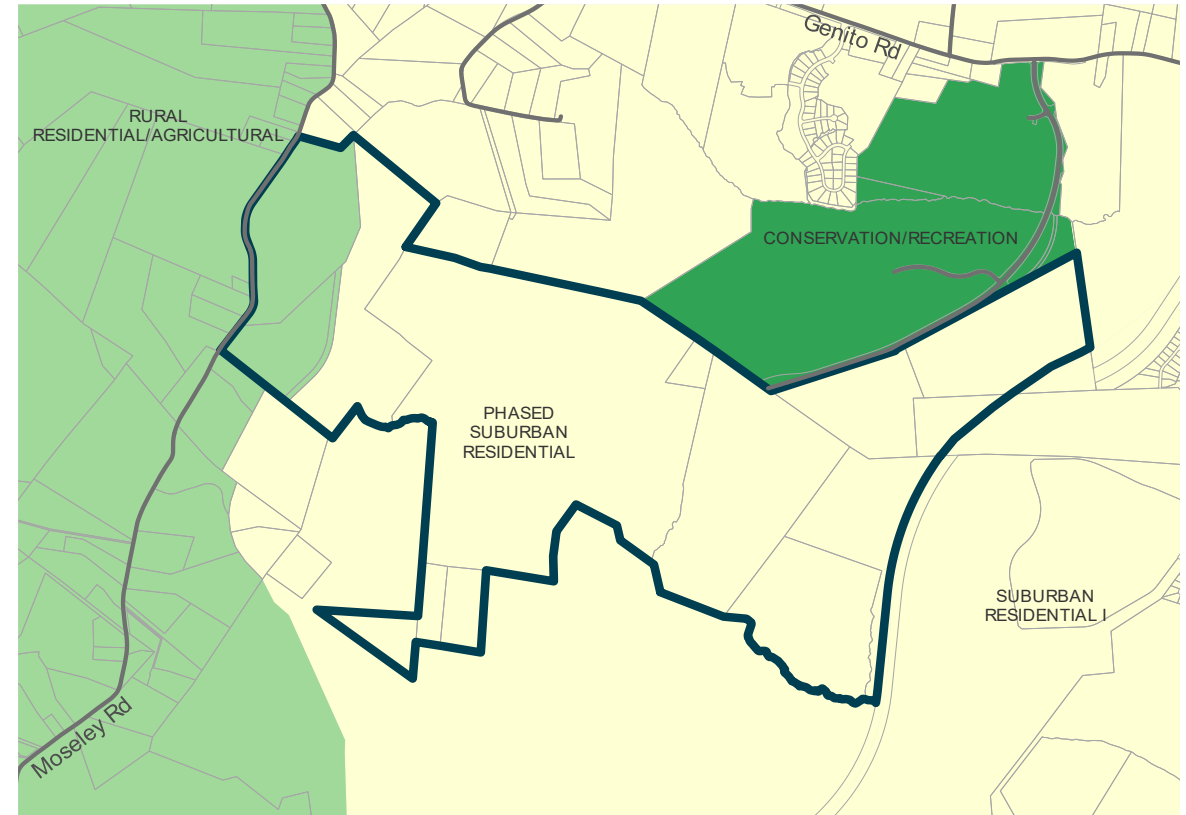 Genito Rd
RURAL
RESIDENTIAL/AGRICULTURAL
CONSERVATION/RECREATION
PHASED
SUBURBAN
RESIDENTIAL
SUBURBAN
RESIDENTIAL I
Moseley Rd